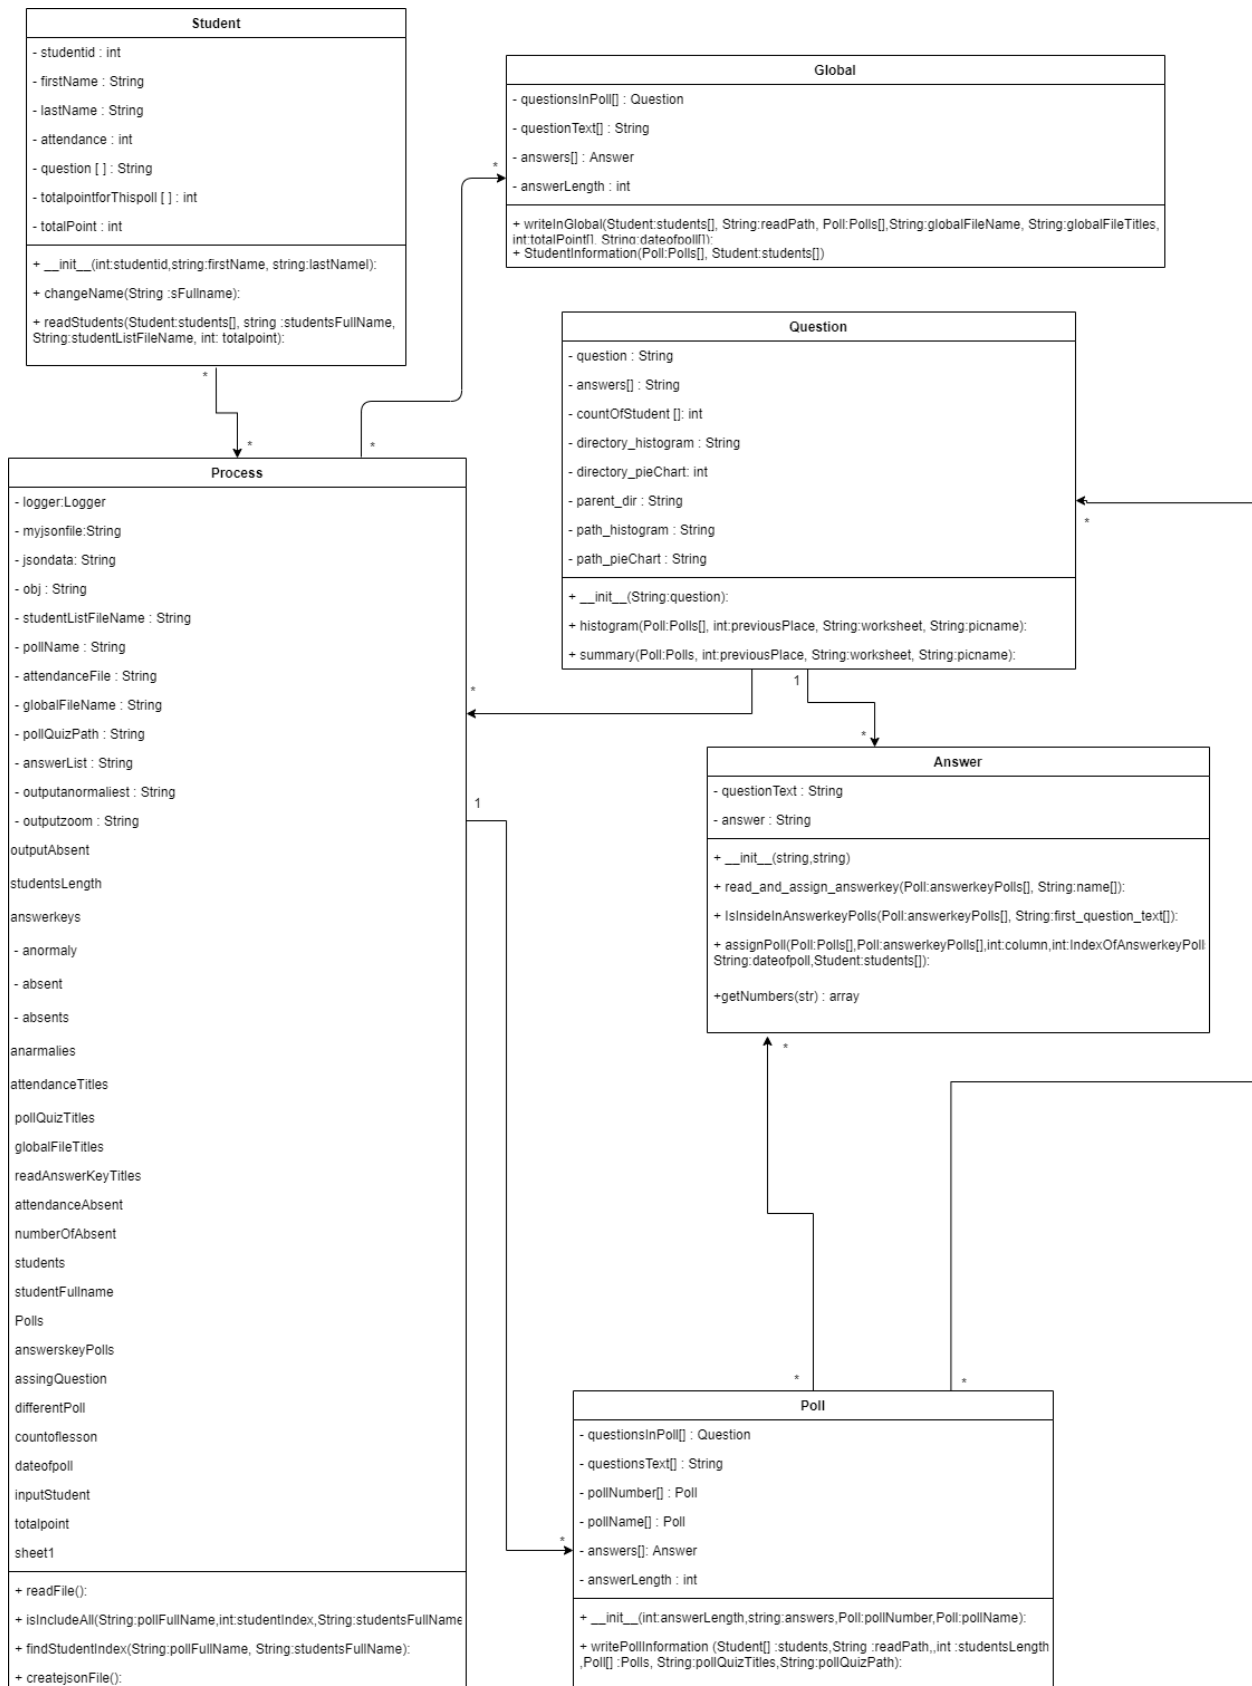 Student
- studentid : int
- firstName : String
- lastName : String
- attendance : int
- question [ ] : String
- totalpointforThispoll [ ] : int
- totalPoint : int
+ __init__(int:studentid,string:firstName, string:lastNamel):
+ changeName(String :sFullname):
+ readStudents(Student:students[], string :studentsFullName,
String:studentListFileName, int: totalpoint):
*
*
Global
- questionsInPoll[] : Question
- questionText[] : String
- answers[] : Answer
- answerLength : int
+ writeInGlobal(Student:students[], String:readPath, Poll:Polls[],String:globalFileName, String:globalFileTitles,
int:totalPoint[], String:dateofpoll[]):
+ StudentInformation(Poll:Polls[], Student:students[])
*
*
Question
- question : String
- answers[] : String
- countOfStudent []: int
- directory_histogram : String
- directory_pieChart: int
- parent_dir : String
- path_histogram : String
- path_pieChart : String
+ __init__(String:question):
+ histogram(Poll:Polls[], int:previousPlace, String:worksheet, String:picname):
+ summary(Poll:Polls, int:previousPlace, String:worksheet, String:picname):
*
1
*
*
Process
- logger:Logger
- myjsonfile:String
- jsondata: String
- obj : String
- studentListFileName : String
- pollName : String
- attendanceFile : String
- globalFileName : String
- pollQuizPath : String
- answerList : String
- outputanormaliest : String
- outputzoom : String
outputAbsent
studentsLength
answerkeys
- anormaly
- absent
- absents
anarmalies
attendanceTitles
pollQuizTitles
globalFileTitles
readAnswerKeyTitles
attendanceAbsent
numberOfAbsent
students
studentFullname
Polls
answerskeyPolls
assingQuestion
differentPoll
countoflesson
dateofpoll
inputStudent
totalpoint
sheet1
+ readFile():
+ isIncludeAll(String:pollFullName,int:studentIndex,String:studentsFullName
+ findStudentIndex(String:pollFullName, String:studentsFullName):
+ createjsonFile():
1
*
Answer
- questionText : String
- answer : String
+ __init__(string,string)
+ read_and_assign_answerkey(Poll:answerkeyPolls[], String:name[]):
+ IsInsideInAnswerkeyPolls(Poll:answerkeyPolls[], String:first_question_text[]):
+ assignPoll(Poll:Polls[],Poll:answerkeyPolls[],int:column,int:IndexOfAnswerkeyPoll
String:dateofpoll,Student:students[]):
+getNumbers(str) : array
*
*
*
Poll
- questionsInPoll[] : Question
- questionsText[] : String
- pollNumber[] : Poll
- pollName[] : Poll
- answers[]: Answer
- answerLength : int
+ __init__(int:answerLength,string:answers,Poll:pollNumber,Poll:pollName):
+ writePollInformation (Student[] :students,String :readPath,,int :studentsLength
,Poll[] :Polls, String:pollQuizTitles,String:pollQuizPath):